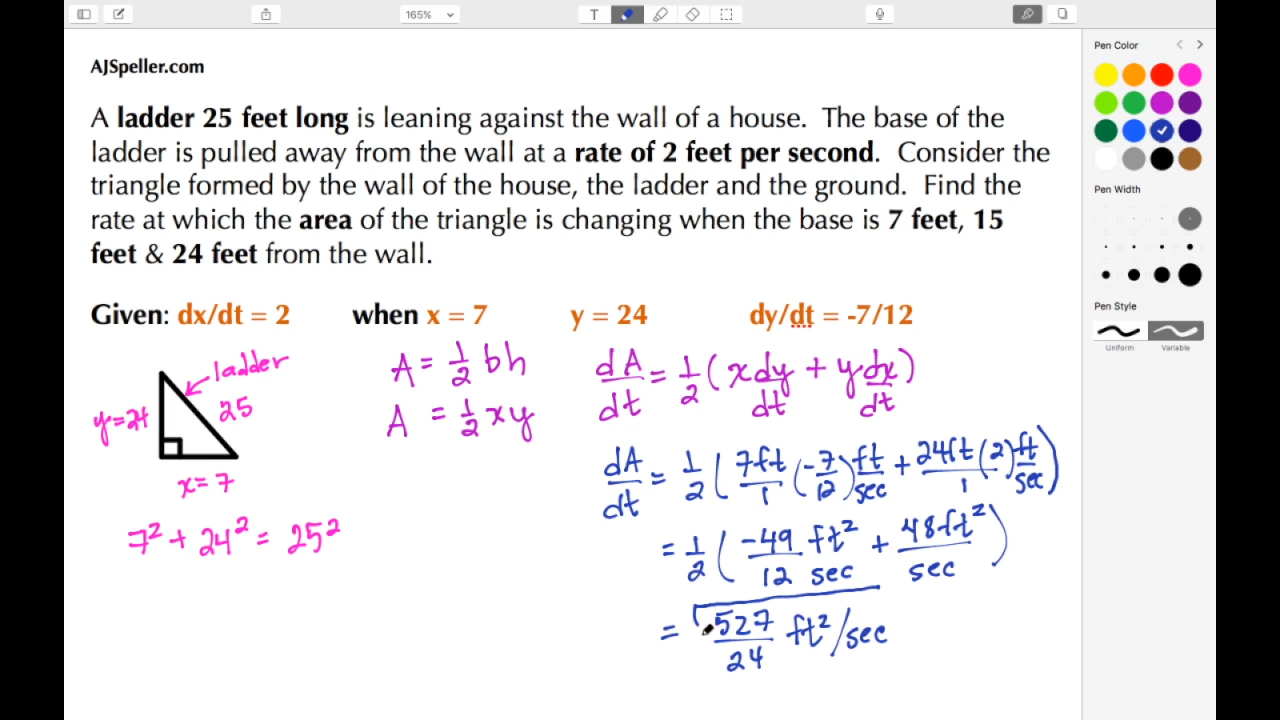 165%
T
AJSpeller.com
A ladder 25 feet long is leaning against the wall of a house. The base of the
ladder is pulled away from the wall at a rate of 2 feet per second. Consider the
triangle formed by the wall of the house, the ladder and the ground. Find the
rate at which the area of the triangle is changing when the base is 7 feet, 15
feet & 24 feet from the wall.
Given: dx/dt = 2 when x = 7 y = 24 dy/dt = -7/12
ladder
y=24
25
x=7
7² + 24² = 25²
A = 1/2 bh
A = 1/2 xy
dA/dt = 1/2 (x dy/dt + y dx/dt)
dA/dt = 1/2 (7ft/1 (-7/12) ft/sec + 24ft/1 (2) ft/sec)
= 1/2 (-49/12 ft²/sec + 48ft²/sec)
= 527/24 ft²/sec
Pen Color
Pen Width
Pen Style
Uniform Variable